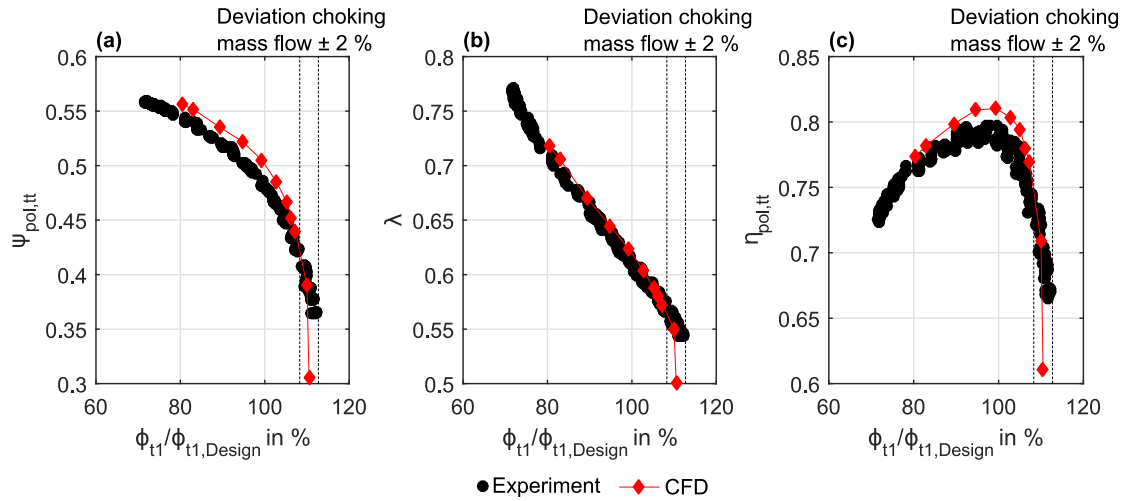 Deviation choking
mass flow ± 2 %
(a)
0.6
0.55
0.5
0.45
0.4
0.35
0.3
ψpol,tt
60 80 100 120
ϕt1/ϕt1,Design in %
Deviation choking
mass flow ± 2 %
(b)
0.8
0.75
0.7
0.65
0.6
0.55
0.5
λ
60 80 100 120
ϕt1/ϕt1,Design in %
Deviation choking
mass flow ± 2 %
(c)
0.85
0.8
0.75
0.7
0.65
0.6
ηpol,tt
60 80 100 120
ϕt1/ϕt1,Design in %
Experiment CFD